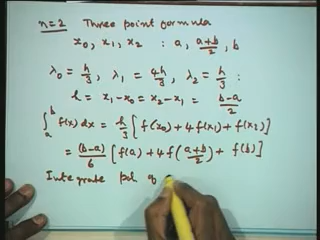 n=2 Three point formula
x₀, x₁, x₂ : a, (a+b)/2, b
λ₀ = h/3, λ₁ = 4h/3, λ₂ = h/3 :
h = x₁-x₀ = x₂-x₁ = (b-a)/2
∫ₐᵇ f(x) dx = h/3 [f(x₀) + 4f(x₁) + f(x₂)]
= (b-a)/6 [f(a) + 4f((a+b)/2) + f(b)]
Integrate pol of